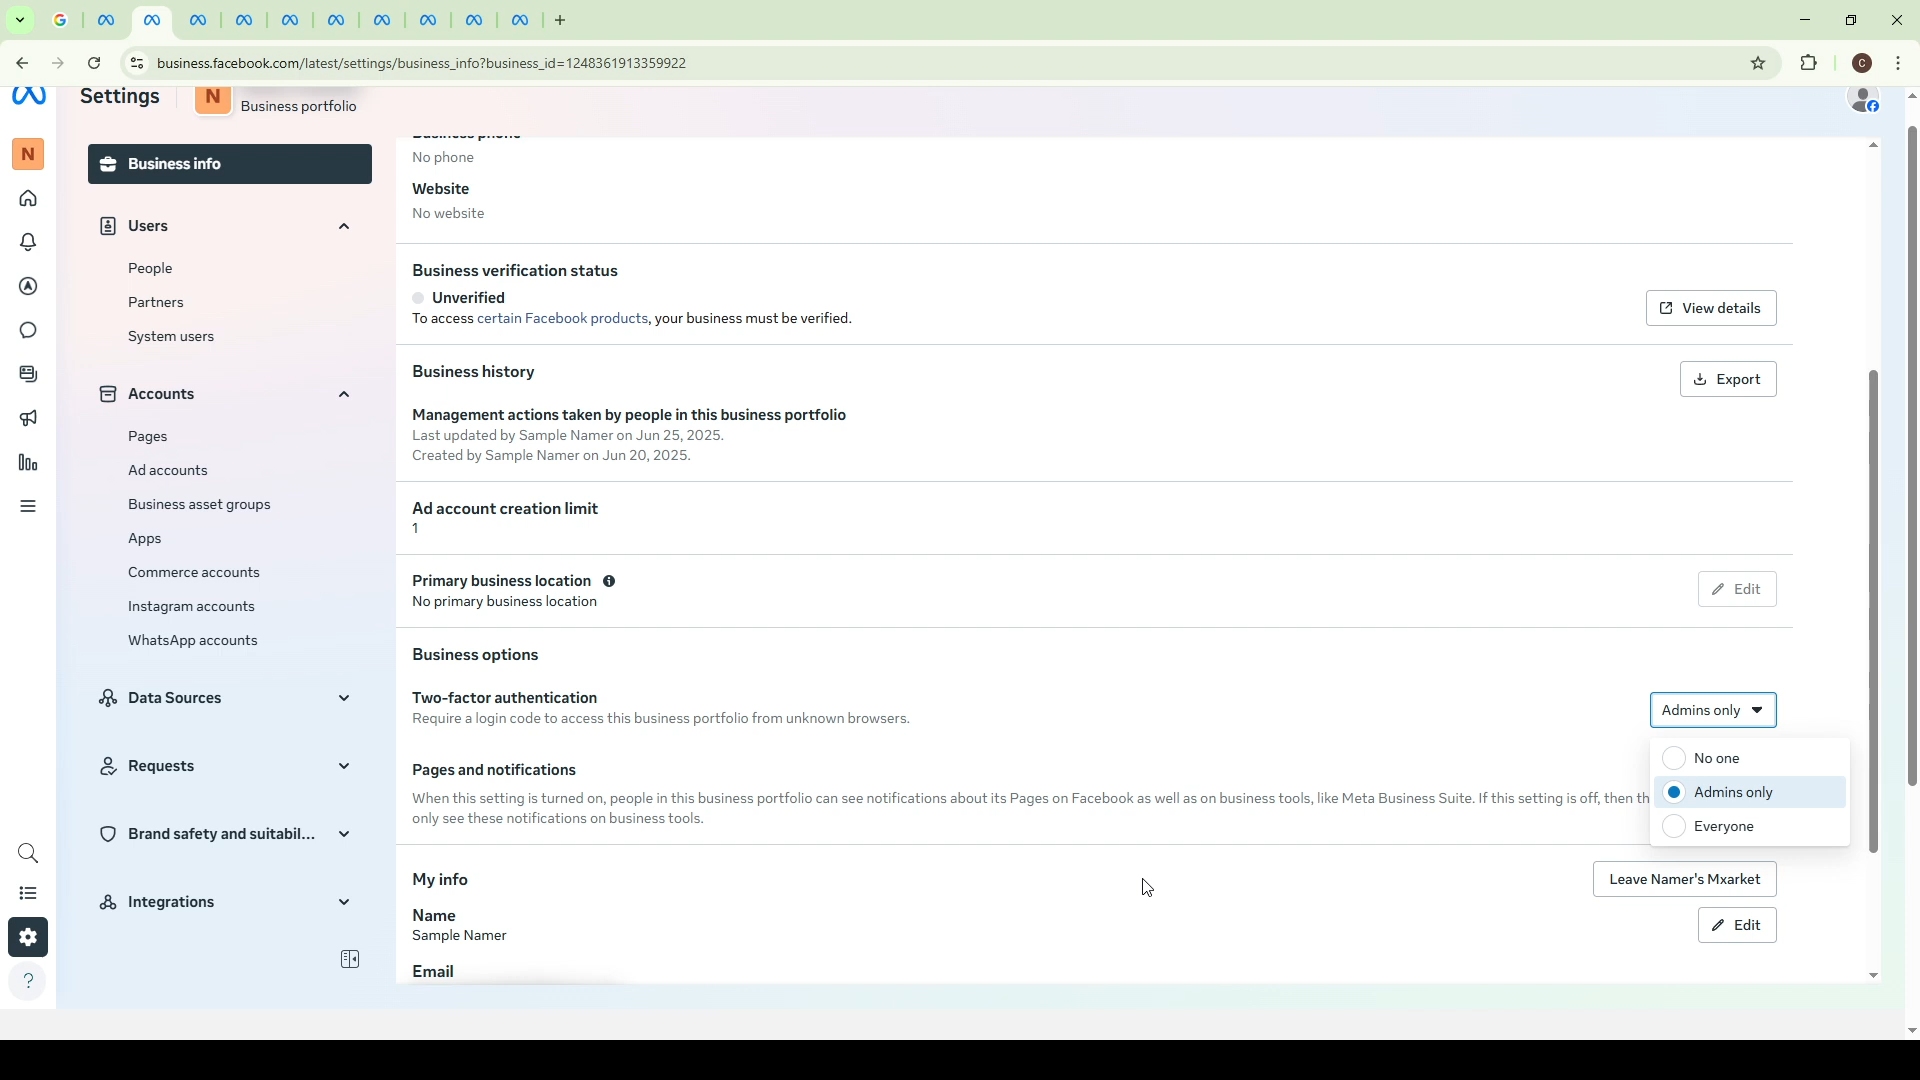 business.facebook.com/latest/settings/business_info?business_id=1248361913359922
C
Settings
N
Business portfolio
N
Business info
Users
People
Partners
System users
Accounts
Pages
Ad accounts
Business asset groups
Apps
Commerce accounts
Instagram accounts
WhatsApp accounts
Data Sources
Requests
Brand safety and suitabil...
Integrations
Business phone
No phone
Website
No website
Business verification status
Unverified
To access certain Facebook products, your business must be verified.
View details
Business history
Export
Management actions taken by people in this business portfolio
Last updated by Sample Namer on Jun 25, 2025.
Created by Sample Namer on Jun 20, 2025.
Ad account creation limit
1
Primary business location
No primary business location
Edit
Business options
Two-factor authentication
Require a login code to access this business portfolio from unknown browsers.
Admins only
No one
Admins only
Everyone
Pages and notifications
When this setting is turned on, people in this business portfolio can see notifications about its Pages on Facebook as well as on business tools, like Meta Business Suite. If this setting is off, then th
only see these notifications on business tools.
My info
Leave Namer's Mxarket
Name
Sample Namer
Edit
Email